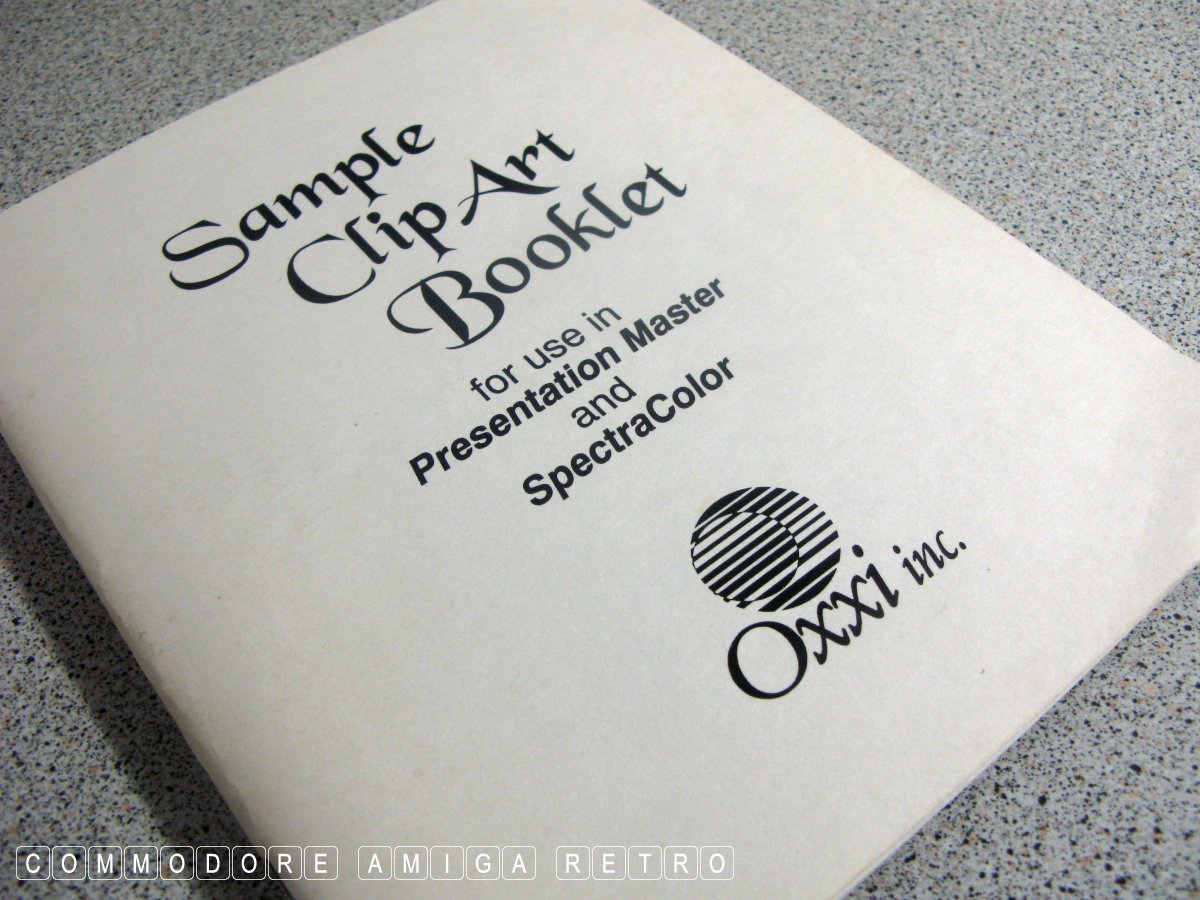 Sample
Clip Art
Booklet
for use in
Presentation Master
and
SpectraColor
Oxxi inc.
COMMODORE AMIGA RETRO